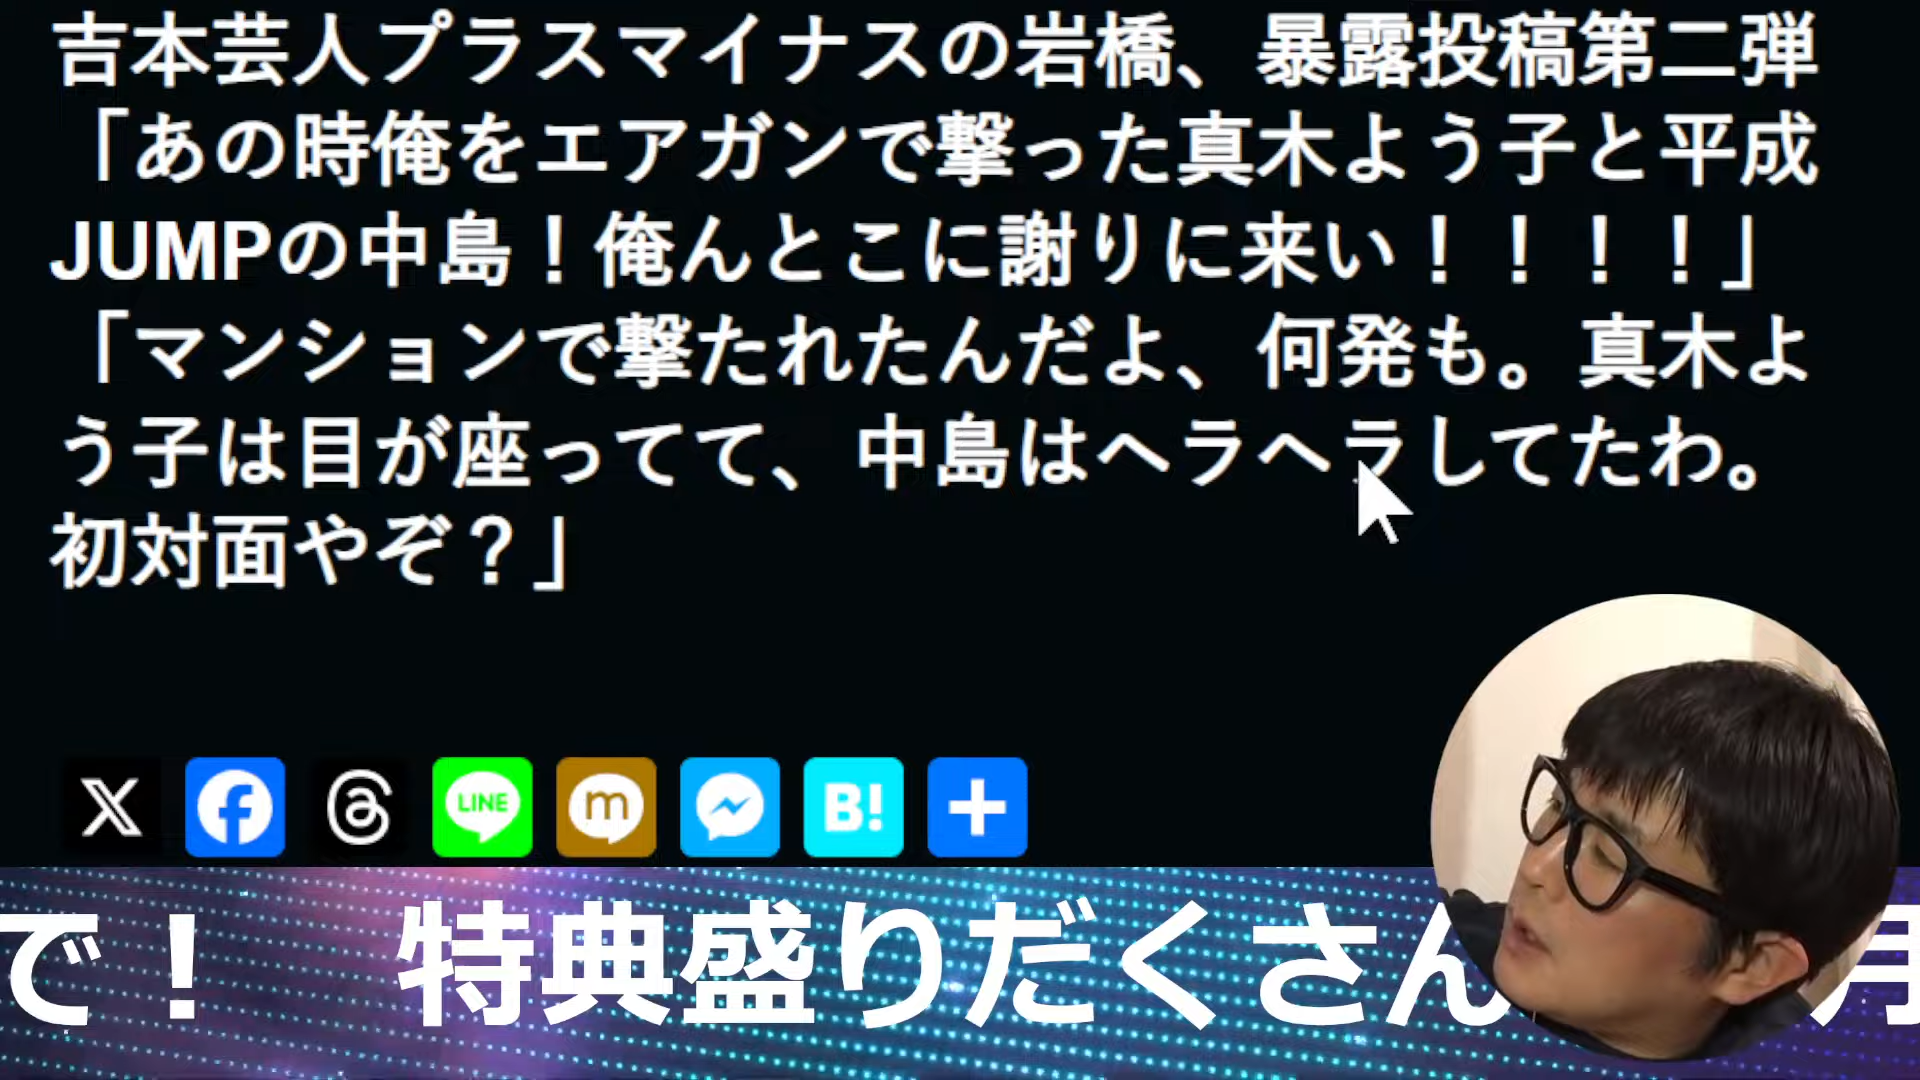 吉本芸人プラスマイナスの岩橋、暴露投稿第二弾
「あの時俺をエアガンで撃った真木よう子と平成
JUMPの中島！俺んとこに謝りに来い！！！！」
「マンションで撃たれたんだよ、何発も。真木よ
う子は目が座ってて、中島はヘラヘラしてたわ。
初対面やぞ？」
LINE
m
B!
で！　特典盛りだくさん　月